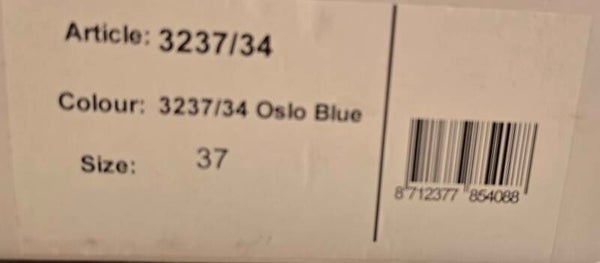 Article: 3237/34
Colour: 3237/34 Oslo Blue
Size: 37
8 712377 854088